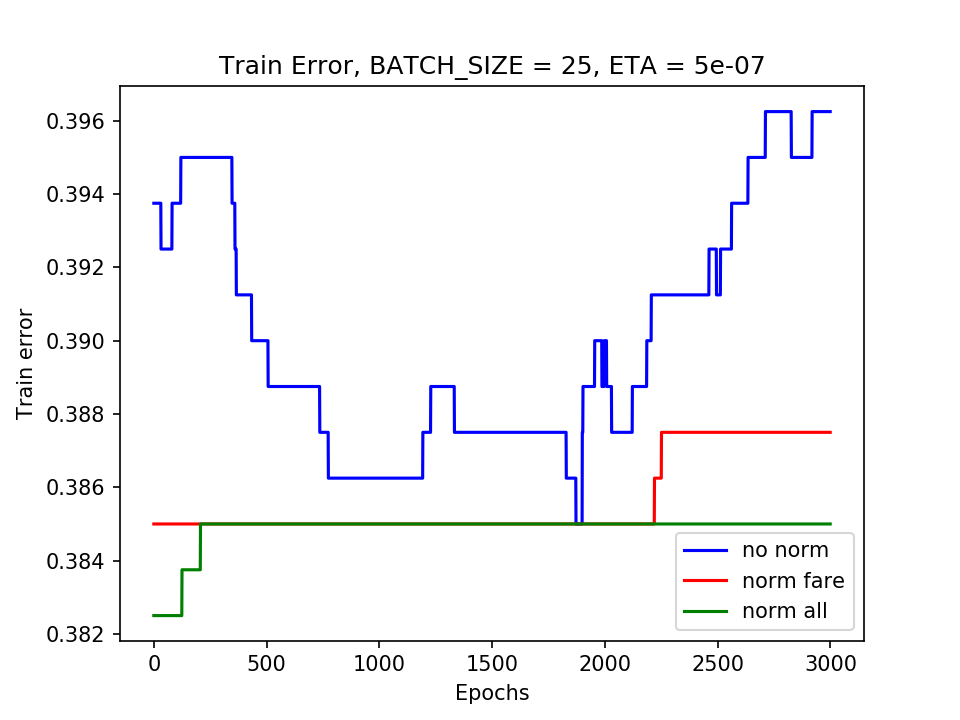 Train Error, BATCH_SIZE = 25, ETA = 5e-07
0.396
0.394
0.392
0.390
0.388
0.386
0.384
0.382
Train error
no norm
norm fare
norm all
0 500 1000 1500 2000 2500 3000
Epochs